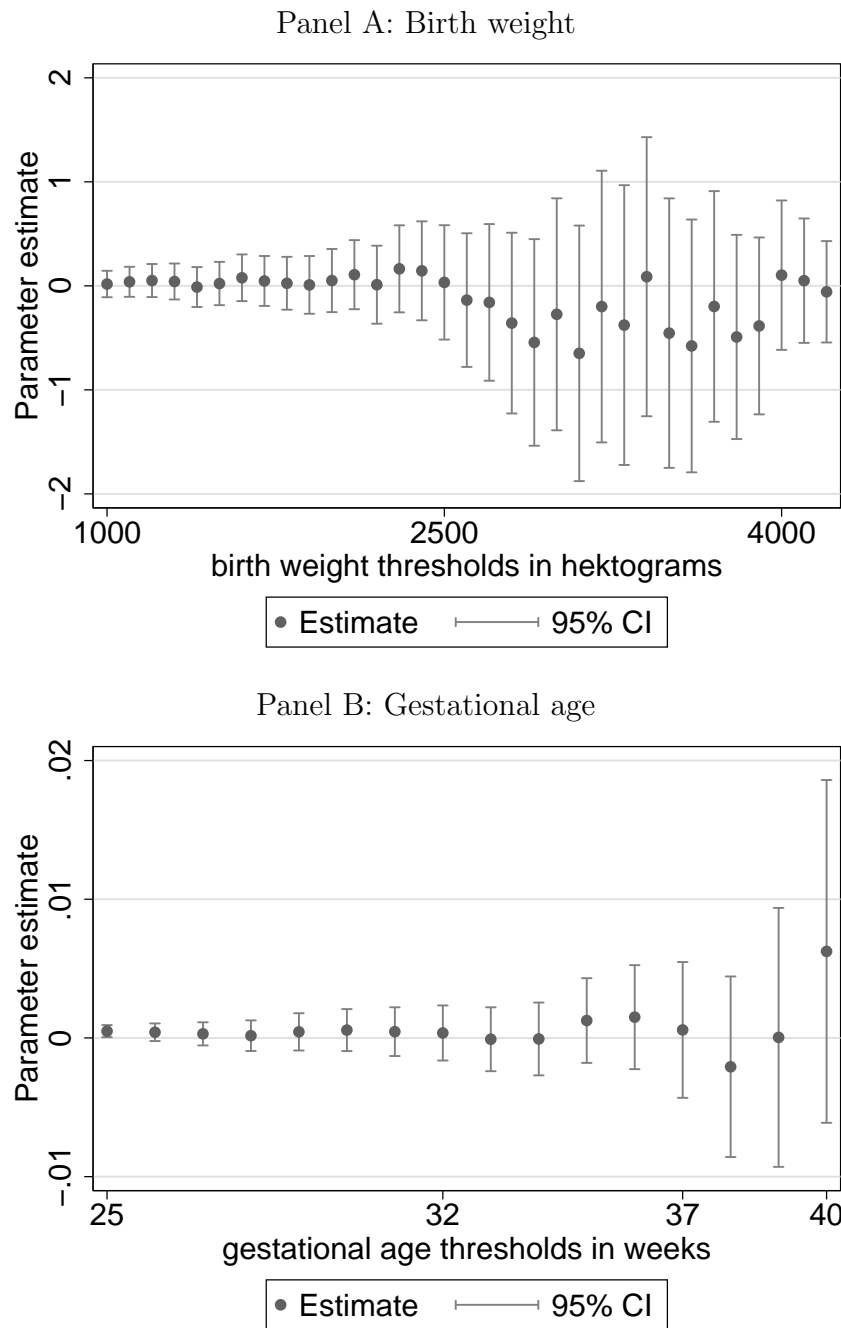 Panel A: Birth weight
Parameter estimate
2
1
0
−1
−2
1000 2500 4000
birth weight thresholds in hektograms
Estimate 95% CI
Panel B: Gestational age
Parameter estimate
.02
.01
0
−.01
25 32 37 40
gestational age thresholds in weeks
Estimate 95% CI